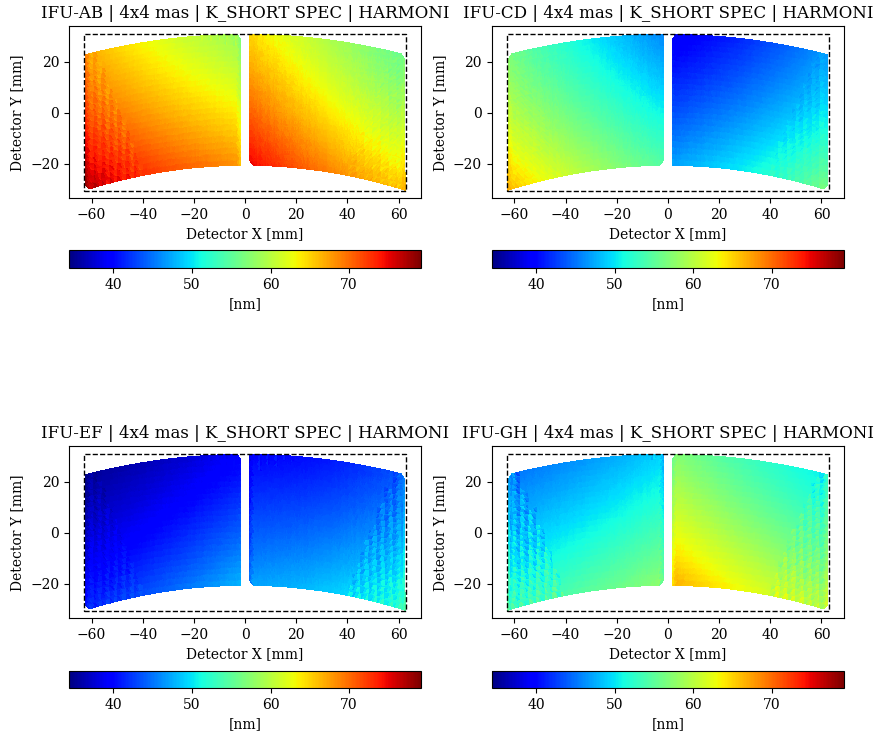 IFU-AB | 4x4 mas | K_SHORT SPEC | HARMONI
Detector Y [mm]
20
0
−20
−60 −40 −20 0 20 40 60
Detector X [mm]
40 50 60 70
[nm]
IFU-CD | 4x4 mas | K_SHORT SPEC | HARMONI
Detector Y [mm]
20
0
−20
−60 −40 −20 0 20 40 60
Detector X [mm]
40 50 60 70
[nm]
IFU-EF | 4x4 mas | K_SHORT SPEC | HARMONI
Detector Y [mm]
20
0
−20
−60 −40 −20 0 20 40 60
Detector X [mm]
40 50 60 70
[nm]
IFU-GH | 4x4 mas | K_SHORT SPEC | HARMONI
Detector Y [mm]
20
0
−20
−60 −40 −20 0 20 40 60
Detector X [mm]
40 50 60 70
[nm]